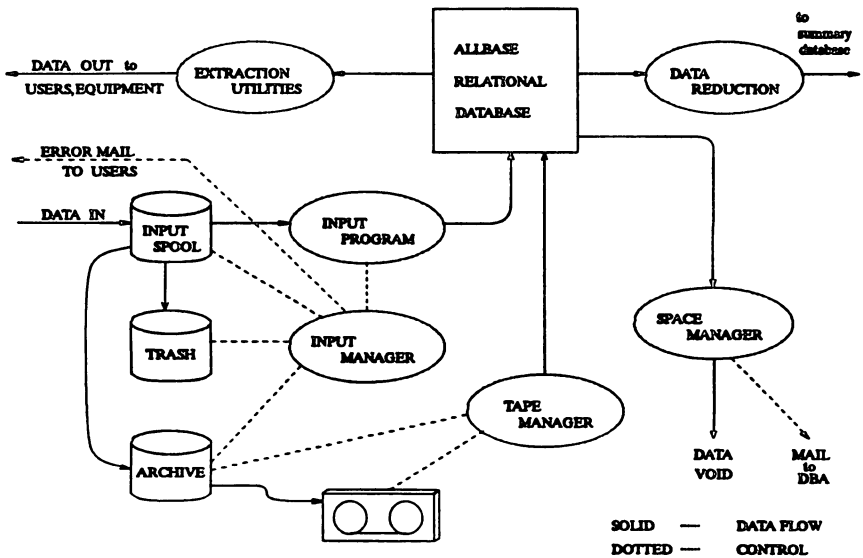 to
summary
database
ALLBASE
RELATIONAL
DATABASE
DATA OUT to
USERS, EQUIPMENT
EXTRACTION
UTILITIES
DATA
REDUCTION
ERROR MAIL
TO USERS
DATA IN
INPUT
SPOOL
INPUT
PROGRAM
TRASH
INPUT
MANAGER
SPACE
MANAGER
TAPE
MANAGER
ARCHIVE
DATA
VOID
MAIL
to
DBA
SOLID — DATA FLOW
DOTTED — CONTROL